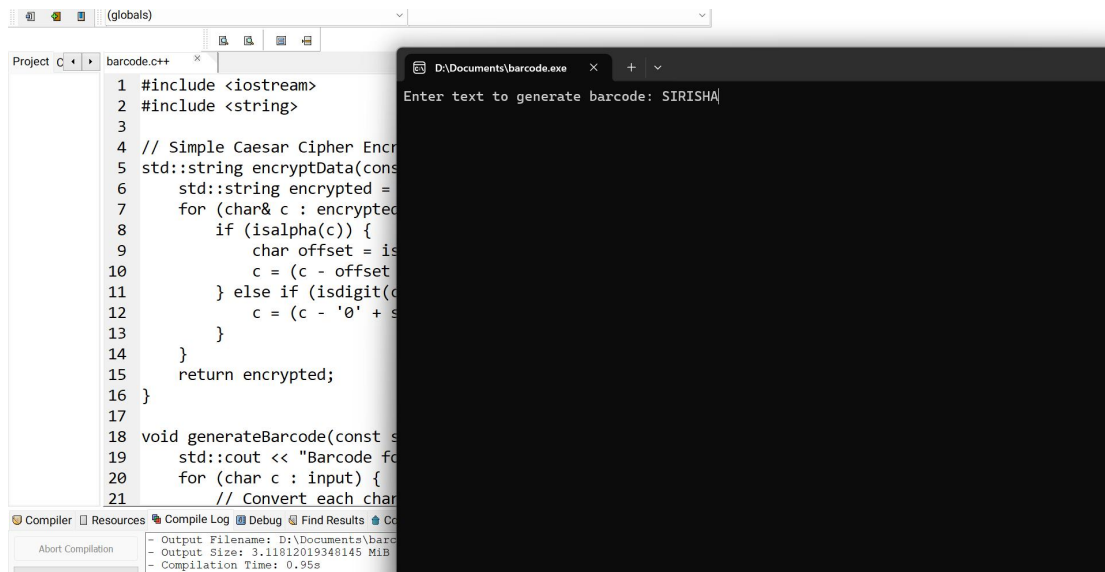 (globals)
Project
barcode.c++
D:\Documents\barcode.exe
Enter text to generate barcode: SIRISHA
1 #include <iostream>
2 #include <string>
3
4 // Simple Caesar Cipher Encr
5 std::string encryptData(cons
6 std::string encrypted =
7 for (char& c : encrypted
8 if (isalpha(c)) {
9 char offset = is
10 c = (c - offset
11 } else if (isdigit(c
12 c = (c - '0' + s
13 }
14 }
15 return encrypted;
16 }
17
18 void generateBarcode(const s
19 std::cout << "Barcode fo
20 for (char c : input) {
21 // Convert each char
Compiler Resources Compile Log Debug Find Results Co
Abort Compilation
- Output Filename: D:\Documents\barc
- Output Size: 3.11812019348145 MiB
- Compilation Time: 0.95s